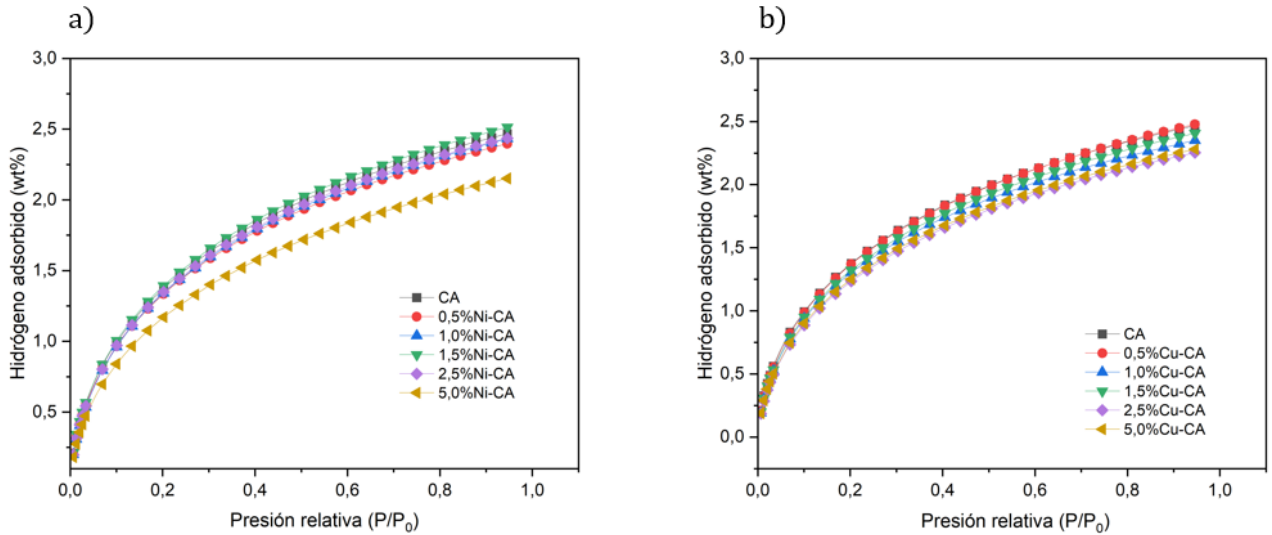 a)
3,0
2,5
2,0
1,5
1,0
0,5
Hidrógeno adsorbido (wt%)
CA
0,5%Ni-CA
1,0%Ni-CA
1,5%Ni-CA
2,5%Ni-CA
5,0%Ni-CA
0,0 0,2 0,4 0,6 0,8 1,0
Presión relativa (P/P₀)
b)
3,0
2,5
2,0
1,5
1,0
0,5
0,0
Hidrógeno adsorbido (wt%)
CA
0,5%Cu-CA
1,0%Cu-CA
1,5%Cu-CA
2,5%Cu-CA
5,0%Cu-CA
0,0 0,2 0,4 0,6 0,8 1,0
Presión relativa (P/P₀)